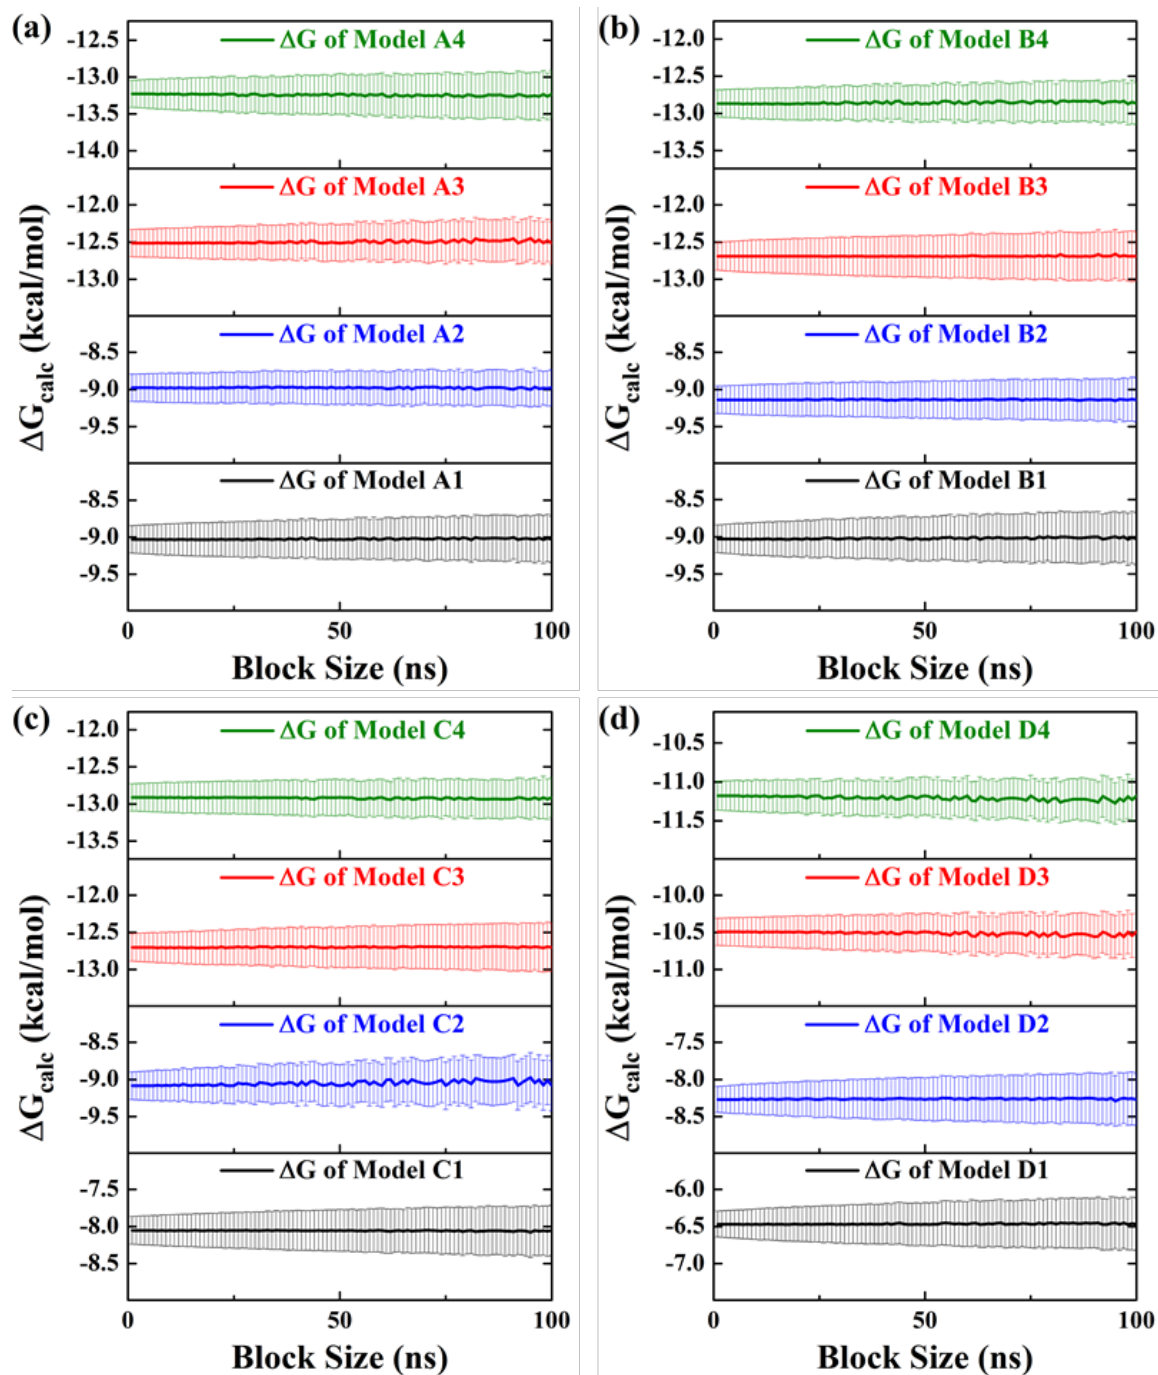 (a)
ΔG of Model A4
-12.5
-13.0
-13.5
-14.0
ΔG of Model A3
-12.0
-12.5
-13.0
ΔG of Model A2
-8.5
-9.0
-9.5
ΔG of Model A1
-8.5
-9.0
-9.5
0 50 100
Block Size (ns)
ΔGcalc (kcal/mol)
(b)
ΔG of Model B4
-12.0
-12.5
-13.0
-13.5
ΔG of Model B3
-12.0
-12.5
-13.0
ΔG of Model B2
-8.5
-9.0
-9.5
ΔG of Model B1
-8.5
-9.0
-9.5
0 50 100
Block Size (ns)
ΔGcalc (kcal/mol)
(c)
ΔG of Model C4
-12.0
-12.5
-13.0
-13.5
ΔG of Model C3
-12.0
-12.5
-13.0
ΔG of Model C2
-8.5
-9.0
-9.5
ΔG of Model C1
-7.5
-8.0
-8.5
0 50 100
Block Size (ns)
ΔGcalc (kcal/mol)
(d)
ΔG of Model D4
-10.5
-11.0
-11.5
ΔG of Model D3
-10.0
-10.5
-11.0
ΔG of Model D2
-7.5
-8.0
-8.5
ΔG of Model D1
-6.0
-6.5
-7.0
0 50 100
Block Size (ns)
ΔGcalc (kcal/mol)